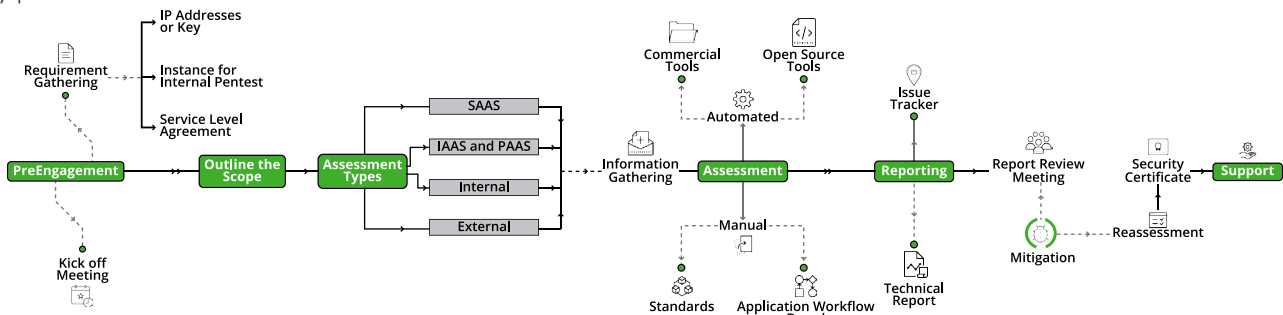 IP Addresses
or Key
Requirement
Gathering
Instance for
Internal Pentest
Service Level
Agreement
PreEngagement
Kick off
Meeting
Outline the
Scope
Assessment
Types
SAAS
IAAS and PAAS
Internal
External
Information
Gathering
Commercial
Tools
Open Source
Tools
Automated
Assessment
Manual
Standards
Application Workflow
Issue
Tracker
Reporting
Technical
Report
Report Review
Meeting
Mitigation
Reassessment
Security
Certificate
Support